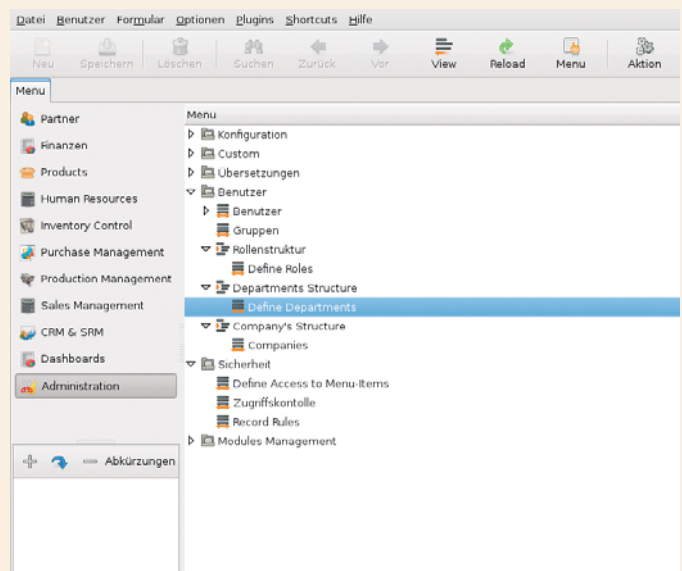 Datei Benutzer Formular Optionen Plugins Shortcuts Hilfe
Neu Speichern Löschen Suchen Zurück Vor View Reload Menu Aktion
Menu
Partner
Finanzen
Products
Human Resources
Inventory Control
Purchase Management
Production Management
Sales Management
CRM & SRM
Dashboards
Administration
Abkürzungen
Menu
Konfiguration
Custom
Übersetzungen
Benutzer
Benutzer
Gruppen
Rollenstruktur
Define Roles
Departments Structure
Define Departments
Company's Structure
Companies
Sicherheit
Define Access to Menu-Items
Zugriffskontolle
Record Rules
Modules Management